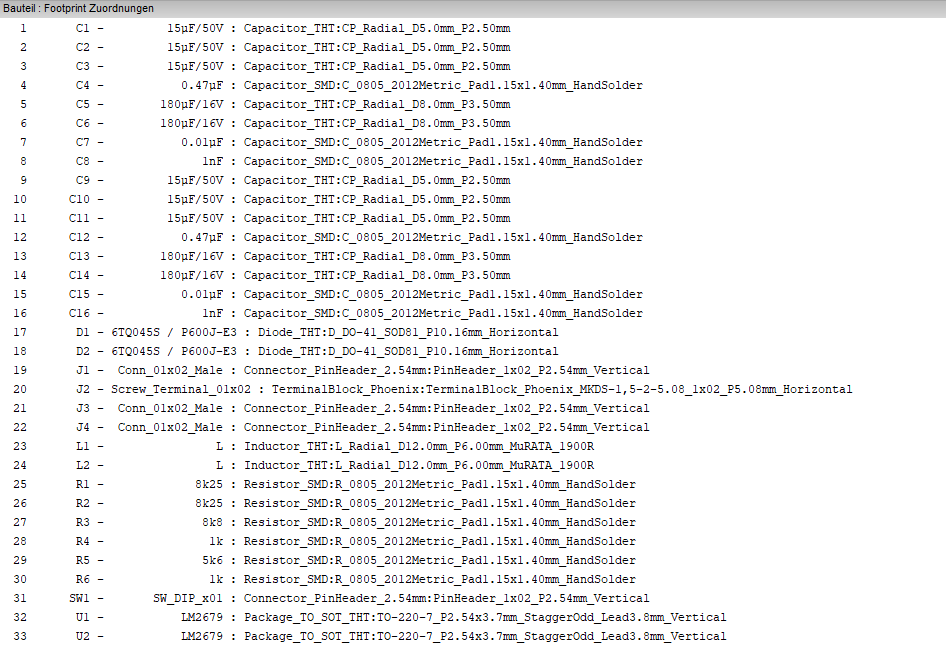 Bauteil : Footprint Zuordnungen
1 C1 - 15µF/50V : Capacitor_THT:CP_Radial_D5.0mm_P2.50mm
2 C2 - 15µF/50V : Capacitor_THT:CP_Radial_D5.0mm_P2.50mm
3 C3 - 15µF/50V : Capacitor_THT:CP_Radial_D5.0mm_P2.50mm
4 C4 - 0.47µF : Capacitor_SMD:C_0805_2012Metric_Pad1.15x1.40mm_HandSolder
5 C5 - 180µF/16V : Capacitor_THT:CP_Radial_D8.0mm_P3.50mm
6 C6 - 180µF/16V : Capacitor_THT:CP_Radial_D8.0mm_P3.50mm
7 C7 - 0.01µF : Capacitor_SMD:C_0805_2012Metric_Pad1.15x1.40mm_HandSolder
8 C8 - 1nF : Capacitor_SMD:C_0805_2012Metric_Pad1.15x1.40mm_HandSolder
9 C9 - 15µF/50V : Capacitor_THT:CP_Radial_D5.0mm_P2.50mm
10 C10 - 15µF/50V : Capacitor_THT:CP_Radial_D5.0mm_P2.50mm
11 C11 - 15µF/50V : Capacitor_THT:CP_Radial_D5.0mm_P2.50mm
12 C12 - 0.47µF : Capacitor_SMD:C_0805_2012Metric_Pad1.15x1.40mm_HandSolder
13 C13 - 180µF/16V : Capacitor_THT:CP_Radial_D8.0mm_P3.50mm
14 C14 - 180µF/16V : Capacitor_THT:CP_Radial_D8.0mm_P3.50mm
15 C15 - 0.01µF : Capacitor_SMD:C_0805_2012Metric_Pad1.15x1.40mm_HandSolder
16 C16 - 1nF : Capacitor_SMD:C_0805_2012Metric_Pad1.15x1.40mm_HandSolder
17 D1 - 6TQ045S / P600J-E3 : Diode_THT:D_DO-41_SOD81_P10.16mm_Horizontal
18 D2 - 6TQ045S / P600J-E3 : Diode_THT:D_DO-41_SOD81_P10.16mm_Horizontal
19 J1 - Conn_01x02_Male : Connector_PinHeader_2.54mm:PinHeader_1x02_P2.54mm_Vertical
20 J2 - Screw_Terminal_01x02 : TerminalBlock_Phoenix:TerminalBlock_Phoenix_MKDS-1,5-2-5.08_1x02_P5.08mm_Horizontal
21 J3 - Conn_01x02_Male : Connector_PinHeader_2.54mm:PinHeader_1x02_P2.54mm_Vertical
22 J4 - Conn_01x02_Male : Connector_PinHeader_2.54mm:PinHeader_1x02_P2.54mm_Vertical
23 L1 - L : Inductor_THT:L_Radial_D12.0mm_P6.00mm_MuRATA_1900R
24 L2 - L : Inductor_THT:L_Radial_D12.0mm_P6.00mm_MuRATA_1900R
25 R1 - 8k25 : Resistor_SMD:R_0805_2012Metric_Pad1.15x1.40mm_HandSolder
26 R2 - 8k25 : Resistor_SMD:R_0805_2012Metric_Pad1.15x1.40mm_HandSolder
27 R3 - 8k8 : Resistor_SMD:R_0805_2012Metric_Pad1.15x1.40mm_HandSolder
28 R4 - 1k : Resistor_SMD:R_0805_2012Metric_Pad1.15x1.40mm_HandSolder
29 R5 - 5k6 : Resistor_SMD:R_0805_2012Metric_Pad1.15x1.40mm_HandSolder
30 R6 - 1k : Resistor_SMD:R_0805_2012Metric_Pad1.15x1.40mm_HandSolder
31 SW1 - SW_DIP_x01 : Connector_PinHeader_2.54mm:PinHeader_1x02_P2.54mm_Vertical
32 U1 - LM2679 : Package_TO_SOT_THT:TO-220-7_P2.54x3.7mm_StaggerOdd_Lead3.8mm_Vertical
33 U2 - LM2679 : Package_TO_SOT_THT:TO-220-7_P2.54x3.7mm_StaggerOdd_Lead3.8mm_Vertical